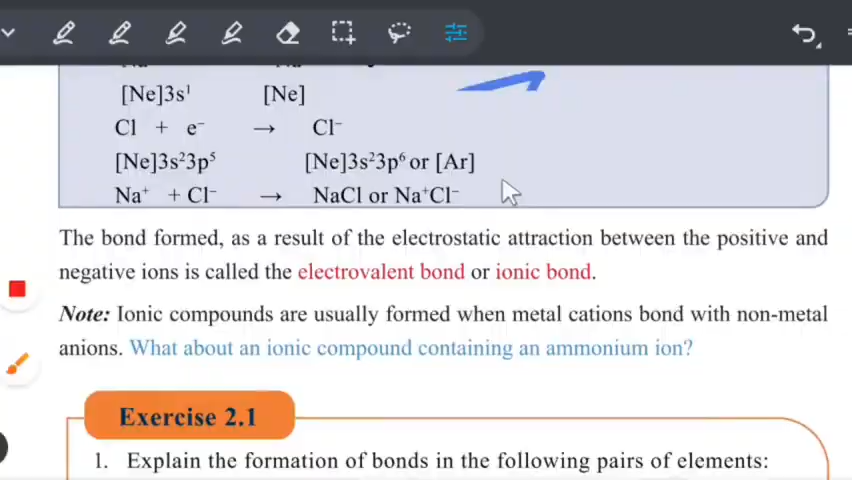 [Ne]3s¹ [Ne]
Cl + e⁻ → Cl⁻
[Ne]3s²3p⁵ [Ne]3s²3p⁶ or [Ar]
Na⁺ + Cl⁻ → NaCl or Na⁺Cl⁻
The bond formed, as a result of the electrostatic attraction between the positive and
negative ions is called the electrovalent bond or ionic bond.
Note: Ionic compounds are usually formed when metal cations bond with non-metal
anions. What about an ionic compound containing an ammonium ion?
Exercise 2.1
1. Explain the formation of bonds in the following pairs of elements: